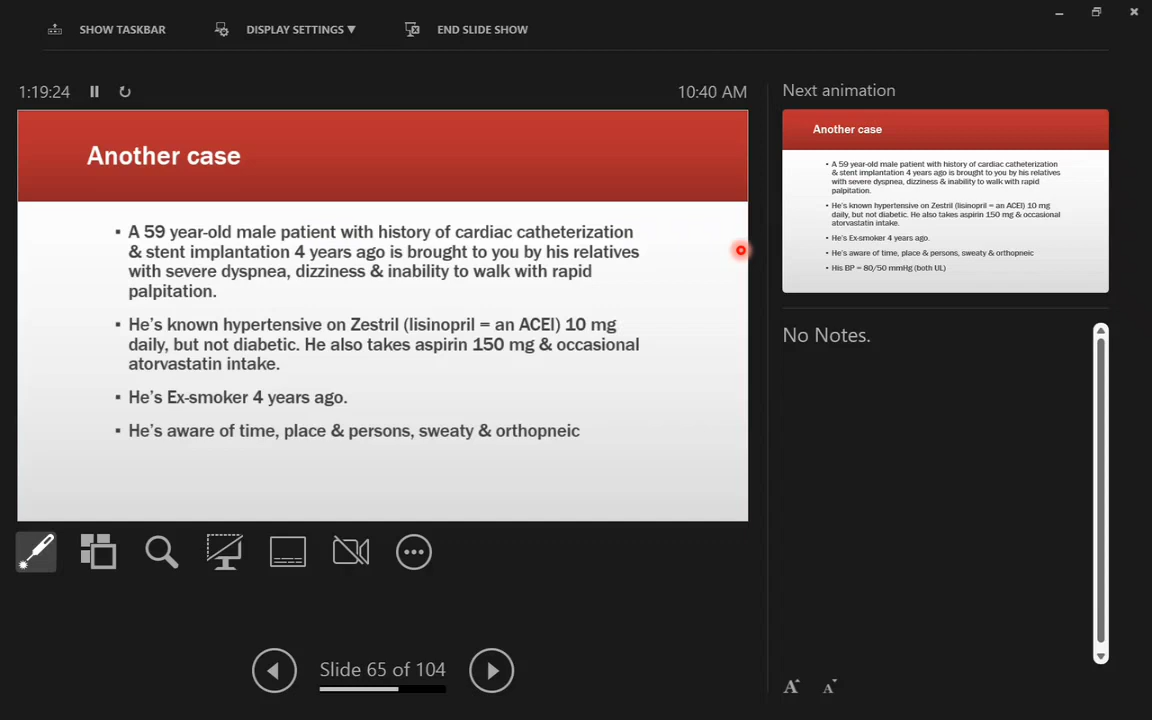 SHOW TASKBAR
DISPLAY SETTINGS ▼
END SLIDE SHOW
1:19:24
10:40 AM
Another case
▪ A 59 year-old male patient with history of cardiac catheterization
& stent implantation 4 years ago is brought to you by his relatives
with severe dyspnea, dizziness & inability to walk with rapid
palpitation.
▪ He's known hypertensive on Zestril (lisinopril = an ACEI) 10 mg
daily, but not diabetic. He also takes aspirin 150 mg & occasional
atorvastatin intake.
▪ He's Ex-smoker 4 years ago.
▪ He's aware of time, place & persons, sweaty & orthopneic
Slide 65 of 104
Next animation
Another case
▪ A 59 year-old male patient with history of cardiac catheterization
& stent implantation 4 years ago is brought to you by his relatives
with severe dyspnea, dizziness & inability to walk with rapid
palpitation.
▪ He's known hypertensive on Zestril (lisinopril = an ACEI) 10 mg
daily, but not diabetic. He also takes aspirin 150 mg & occasional
atorvastatin intake.
▪ He's Ex-smoker 4 years ago.
▪ He's aware of time, place & persons, sweaty & orthopneic
▪ His BP = 80/50 mmHg (both UL)
No Notes.
A A